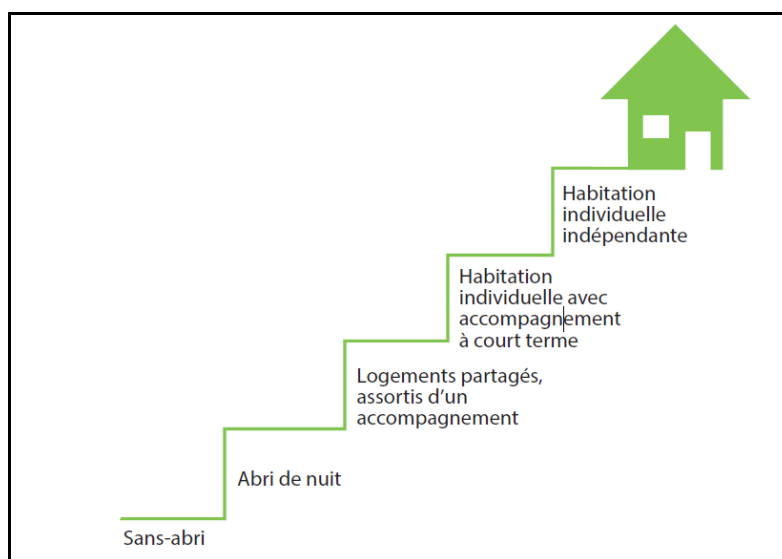 Habitation
individuelle
indépendante
Habitation
individuelle avec
accompagnement
à court terme
Logements partagés,
assortis d'un
accompagnement
Abri de nuit
Sans-abri